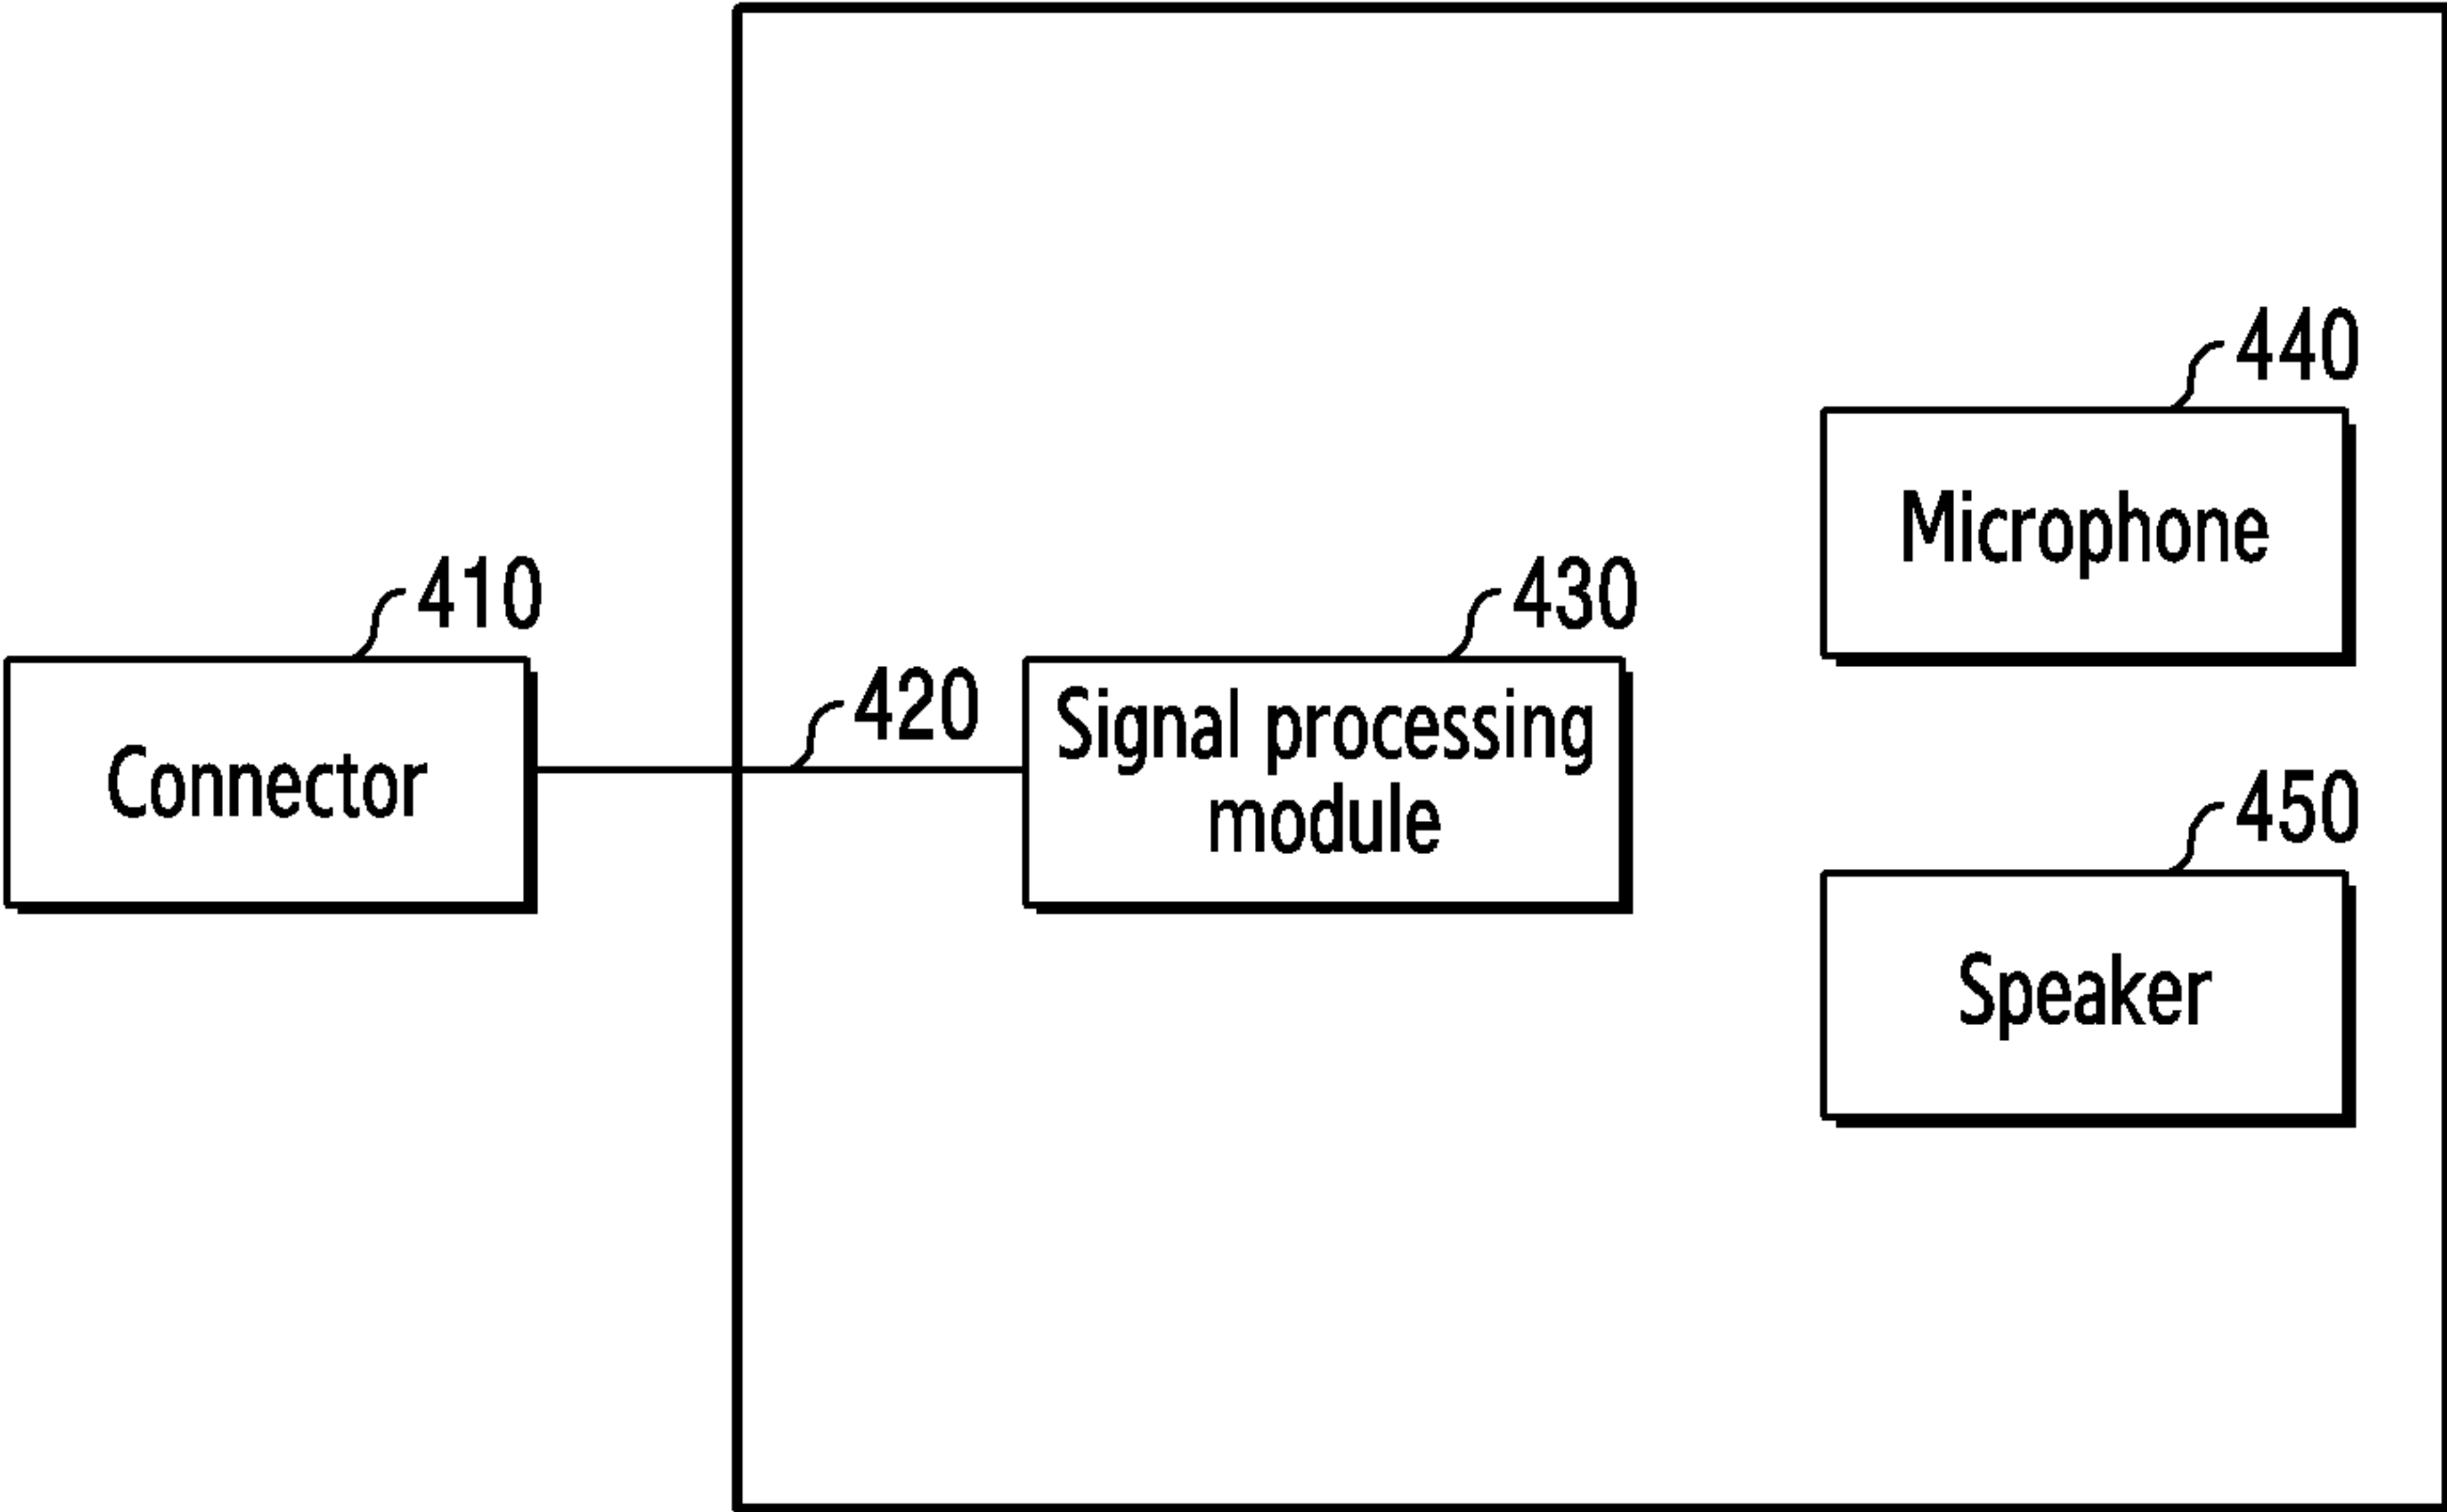 440
Microphone
410
430
420
Connector
Signal processing
module
450
Speaker